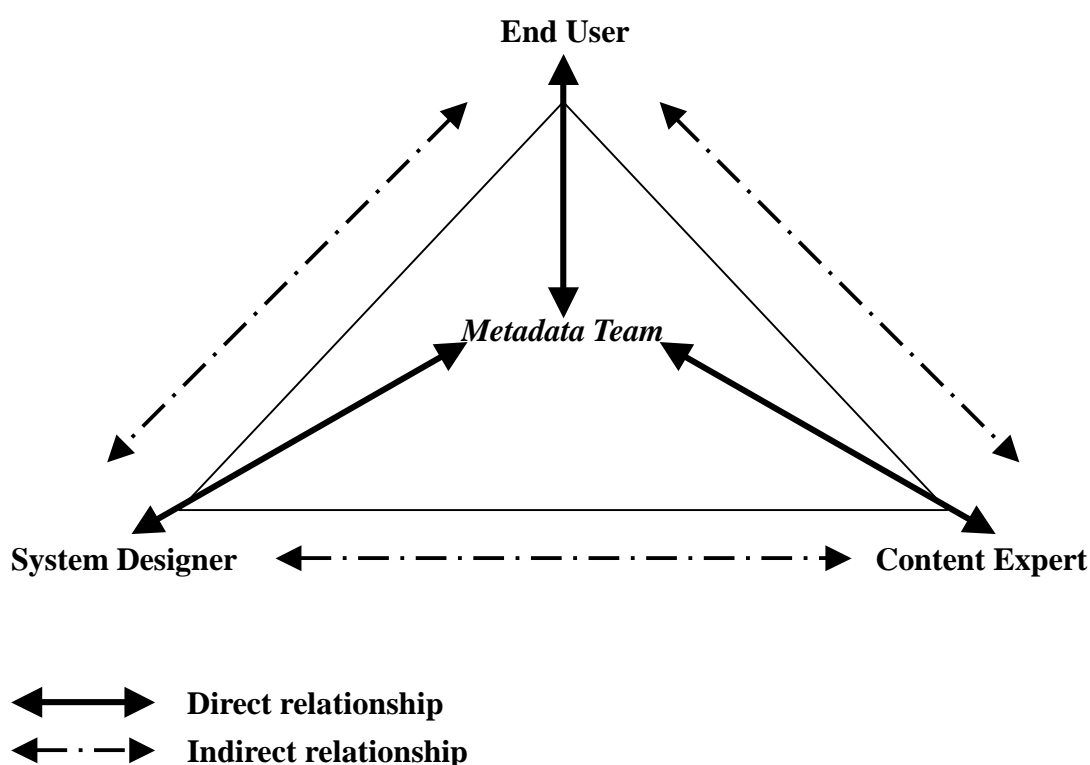 End User
Metadata Team
System Designer
Content Expert
Direct relationship
Indirect relationship